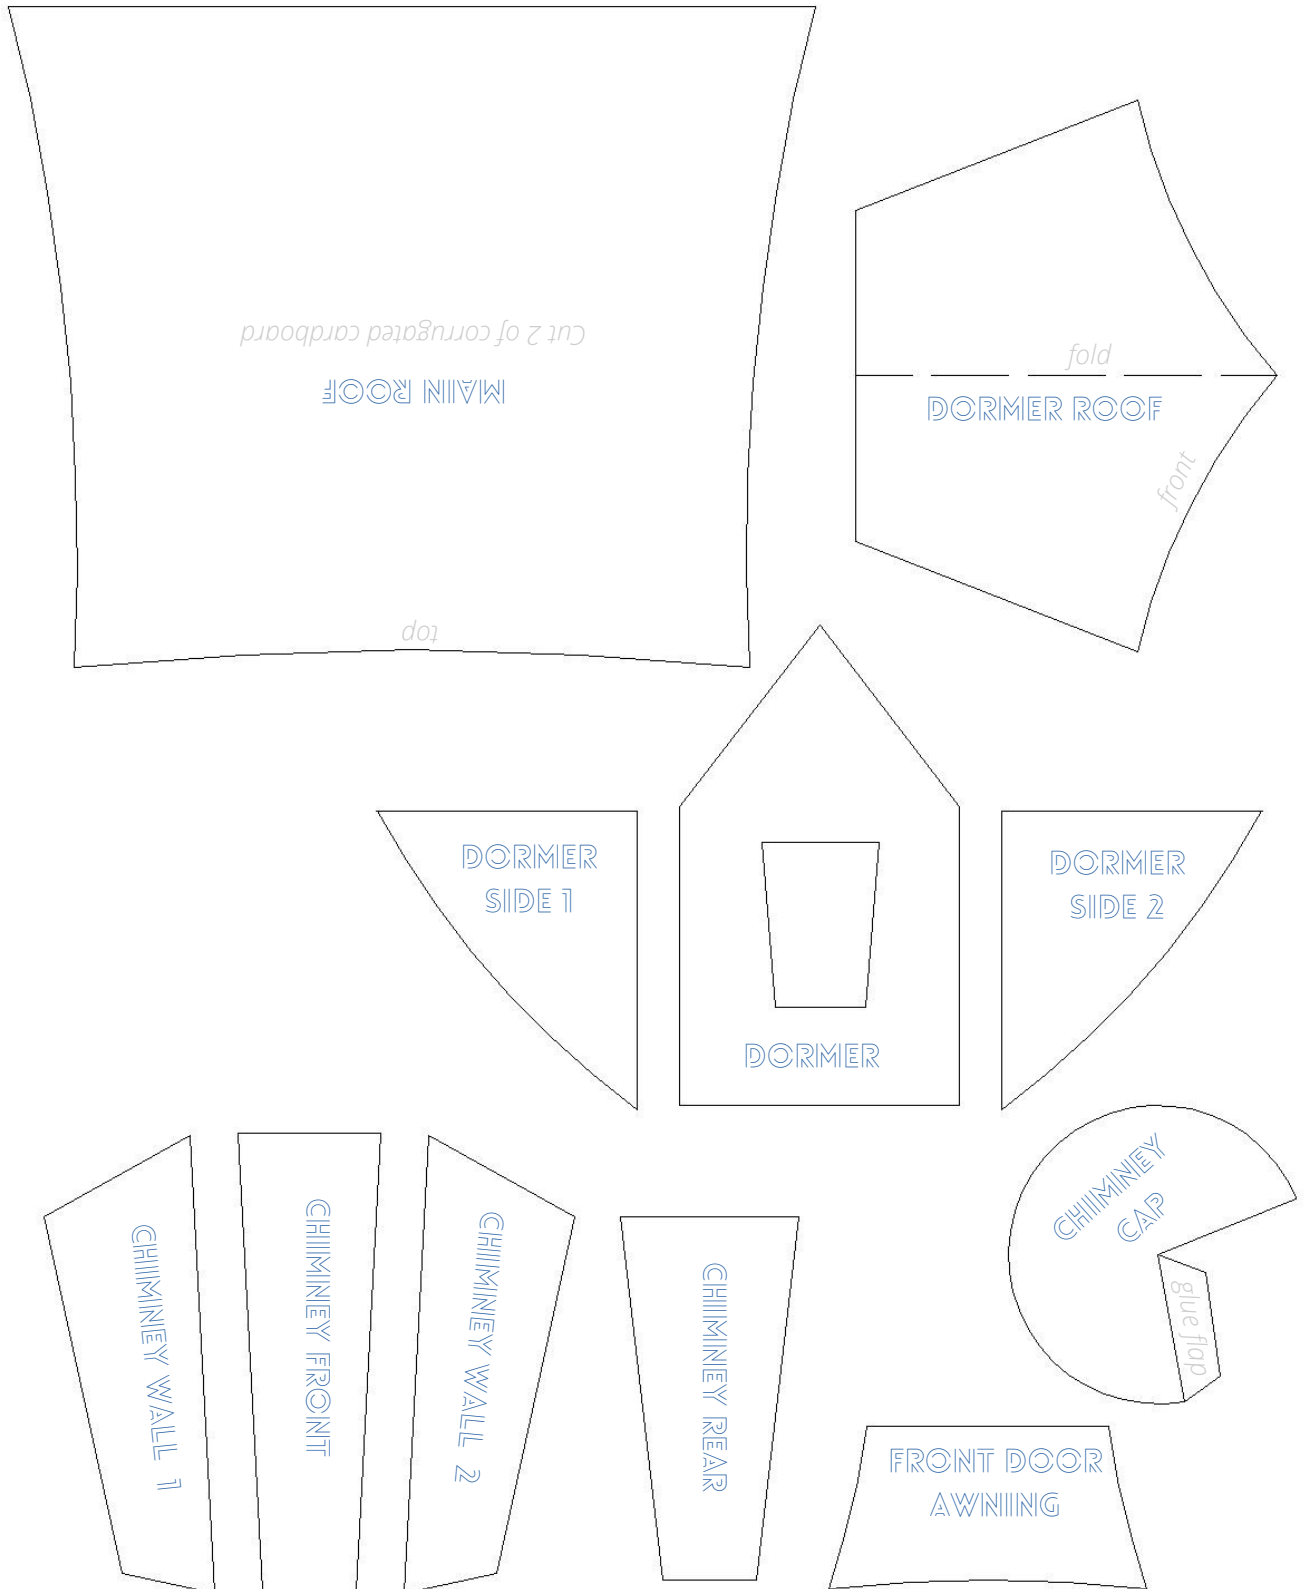 Cut 2 of corrugated cardboard
MAIN ROOF
top
fold
DORMER ROOF
front
DORMER
SIDE 1
DORMER
DORMER
SIDE 2
CHIMNEY WALL 1
CHIMNEY FRONT
CHIMNEY WALL 2
CHIMNEY REAR
CHIMNEY
CAP
glue flap
FRONT DOOR
AWNING